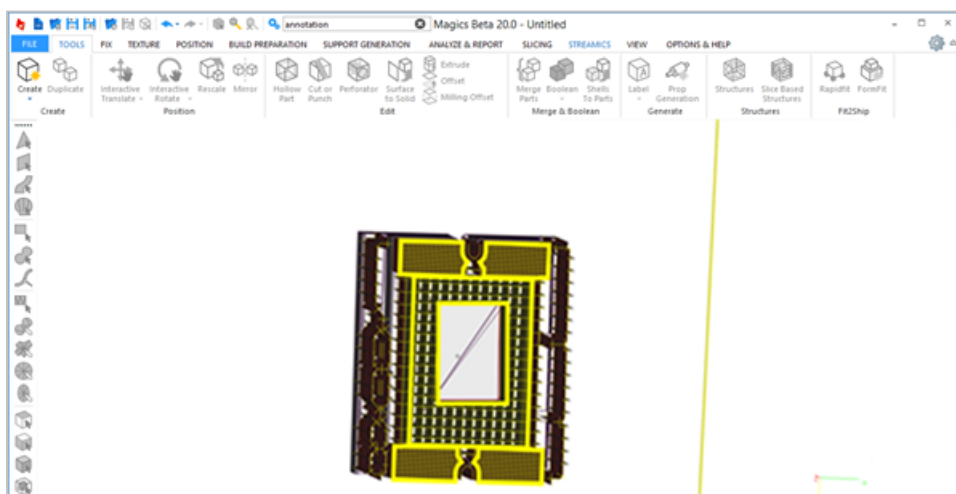 annotation
Magics Beta 20.0 - Untitled
FILE TOOLS FIX TEXTURE POSITION BUILD PREPARATION SUPPORT GENERATION ANALYZE & REPORT SLICING STREAMICS VIEW OPTIONS & HELP
Create Duplicate
Create
Interactive Translate Interactive Rotate Rescale Mirror
Position
Hollow Part Cut or Punch Perforator Surface to Solid
Extrude
Offset
Milling Offset
Edit
Merge Parts Boolean Shells To Parts
Merge & Boolean
Label Prop Generation
Generate
Structures Slice Based Structures
Structures
Rapidfit FormFit
Fit2Ship